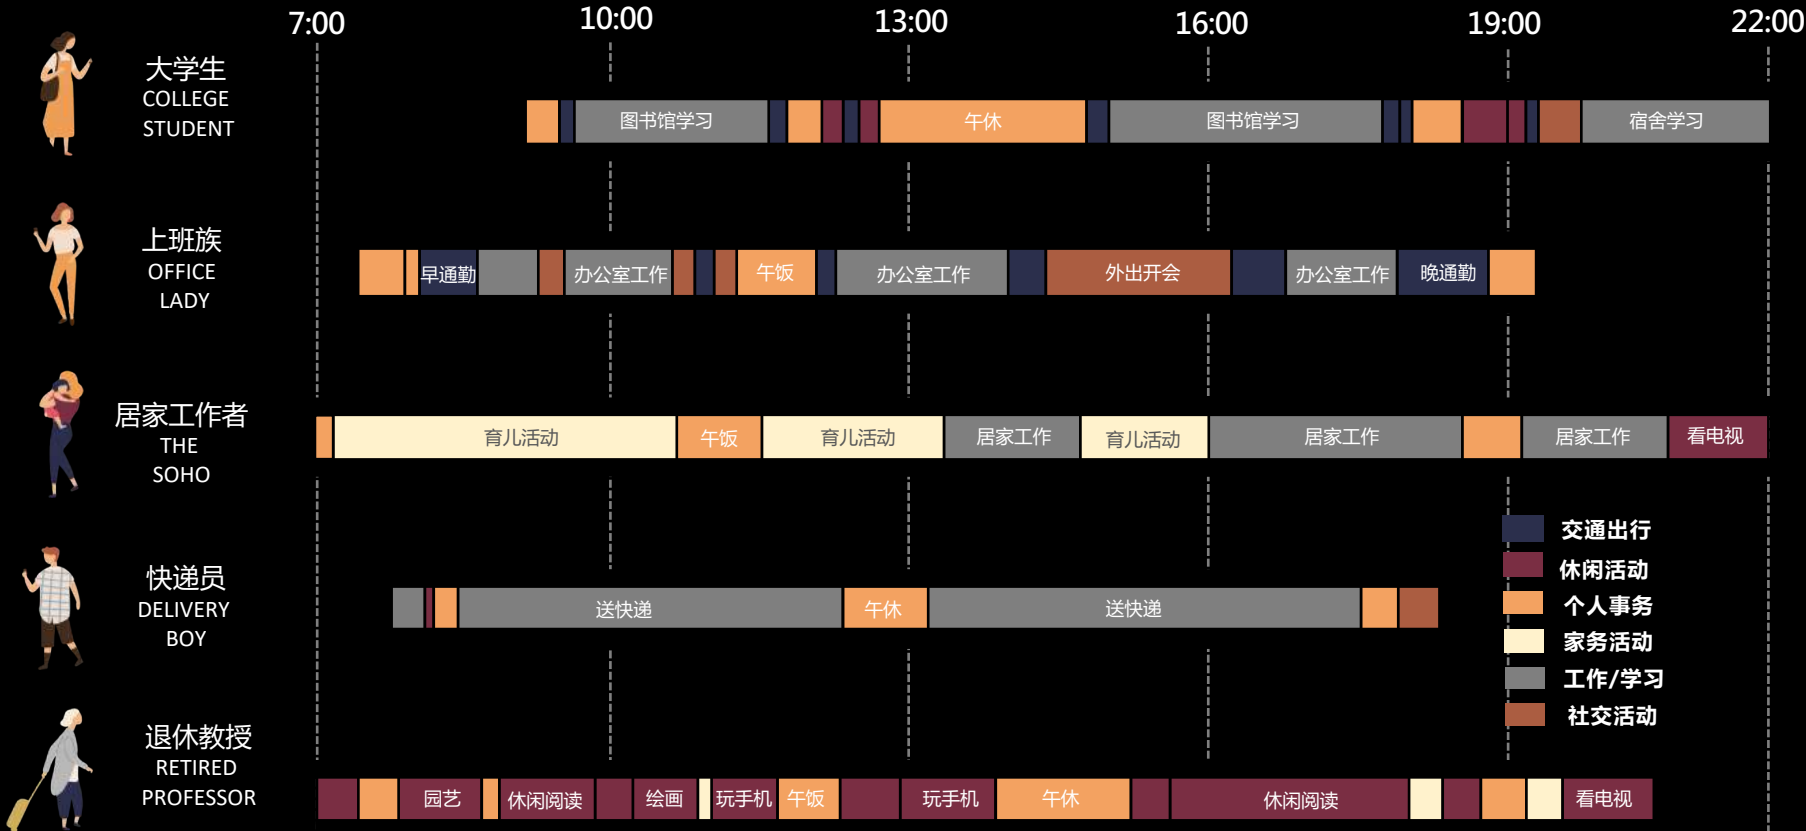 7:00
10:00
13:00
16:00
19:00
22:00
大学生
COLLEGE
STUDENT
图书馆学习
午休
图书馆学习
宿舍学习
上班族
OFFICE
LADY
早通勤
办公室工作
午饭
办公室工作
外出开会
办公室工作
晚通勤
居家工作者
THE
SOHO
育儿活动
午饭
育儿活动
居家工作
育儿活动
居家工作
居家工作
看电视
快递员
DELIVERY
BOY
送快递
午休
送快递
交通出行
休闲活动
个人事务
家务活动
工作/学习
社交活动
退休教授
RETIRED
PROFESSOR
园艺
休闲阅读
绘画
玩手机
午饭
玩手机
午休
休闲阅读
看电视